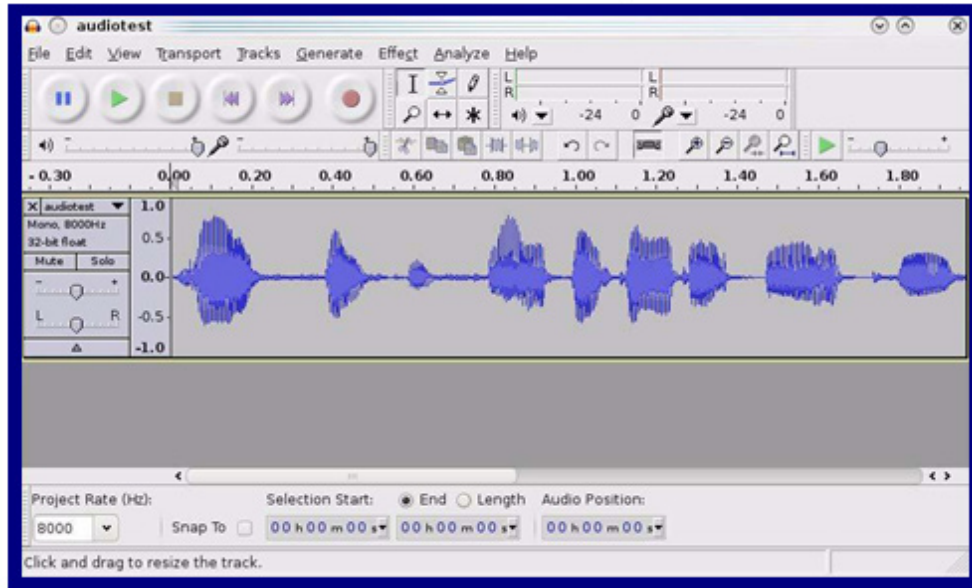 audiotest
File Edit View Transport Tracks Generate Effect Analyze Help
L
R
L
R
-24 0
-24 0
- 0.30 0.00 0.20 0.40 0.60 0.80 1.00 1.20 1.40 1.60 1.80
X audiotest 1.0
Mono, 8000Hz
32-bit float 0.5
Mute Solo
- + 0.0
L R -0.5
-1.0
Project Rate (Hz): Selection Start: End Length Audio Position:
8000 Snap To 00 h 00 m 00 s 00 h 00 m 00 s 00 h 00 m 00 s
Click and drag to resize the track.